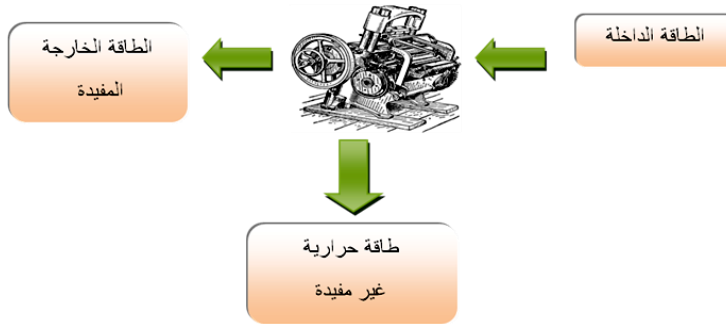 الطاقة الداخلة
الطاقة الخارجة
المفيدة
طاقة حرارية
غير مفيدة